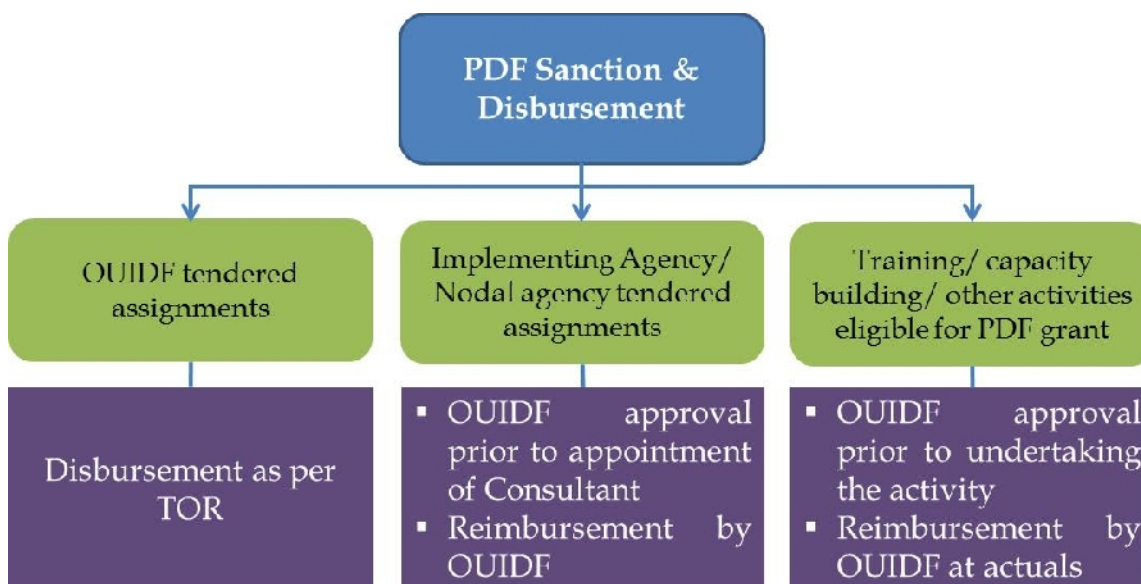 PDF Sanction &
Disbursement
OUIDF tendered
assignments
Implementing Agency/
Nodal agency tendered
assignments
Training/ capacity
building/ other activities
eligible for PDF grant
Disbursement as per
TOR
▪ OUIDF approval
prior to appointment
of Consultant
▪ Reimbursement by
OUIDF
▪ OUIDF approval
prior to undertaking
the activity
▪ Reimbursement by
OUIDF at actuals